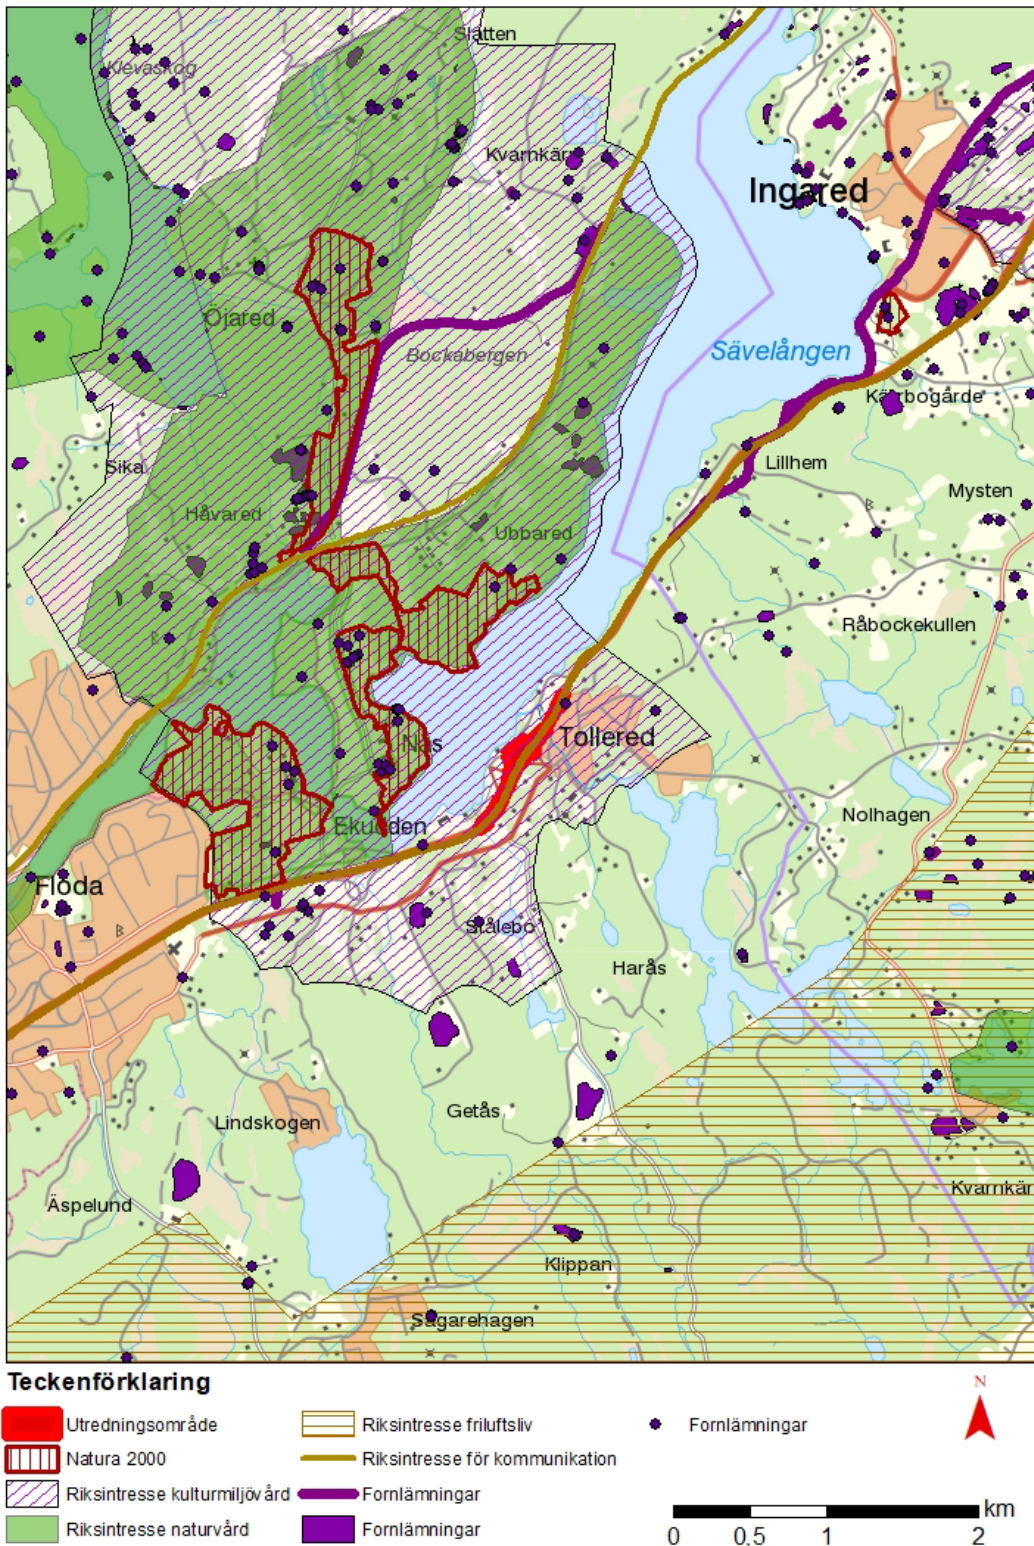 Slätten
Klevaskog
Kvarnkärr
Ingared
Öjared
Bockabergen
Sävelången
Kärrbogärde
Sika
Lillhem
Mysten
Håvared
Ubbared
Råbockekullen
Näs
Tollered
Nolhagen
Ekudden
Floda
Stålebo
Harås
Getås
Lindskogen
Kvarnkär
Äspelund
Klippan
Sågarehagen
Teckenförklaring
N
Utredningsområde
Riksintresse friluftsliv
Fornlämningar
Natura 2000
Riksintresse för kommunikation
Riksintresse kulturmiljövård
Fornlämningar
Riksintresse naturvård
Fornlämningar
km
0 0,5 1 2